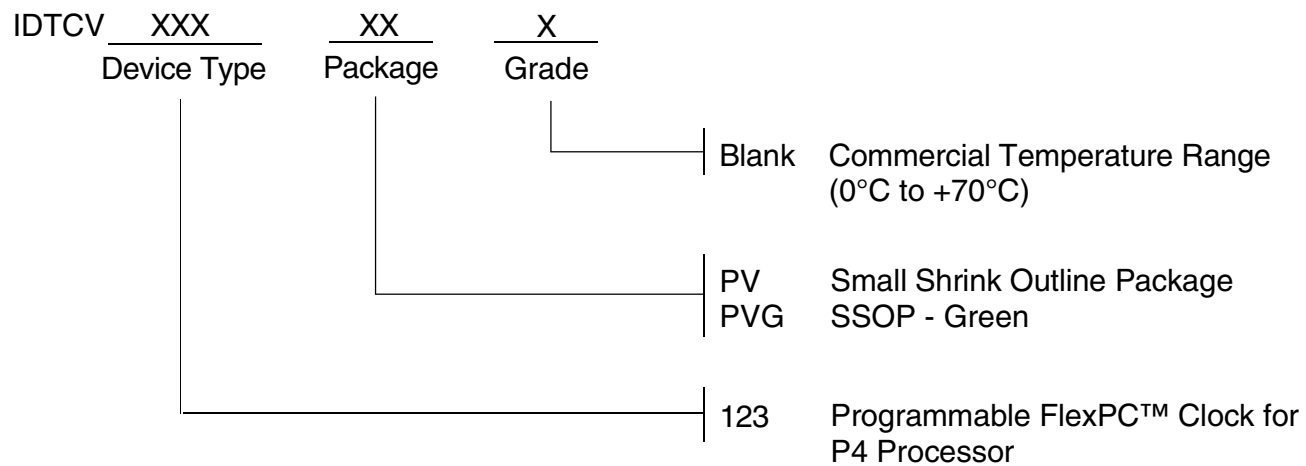 IDTCV XXX XX X
Device Type Package Grade
Blank Commercial Temperature Range
(0°C to +70°C)
PV Small Shrink Outline Package
PVG SSOP - Green
123 Programmable FlexPC™ Clock for
P4 Processor